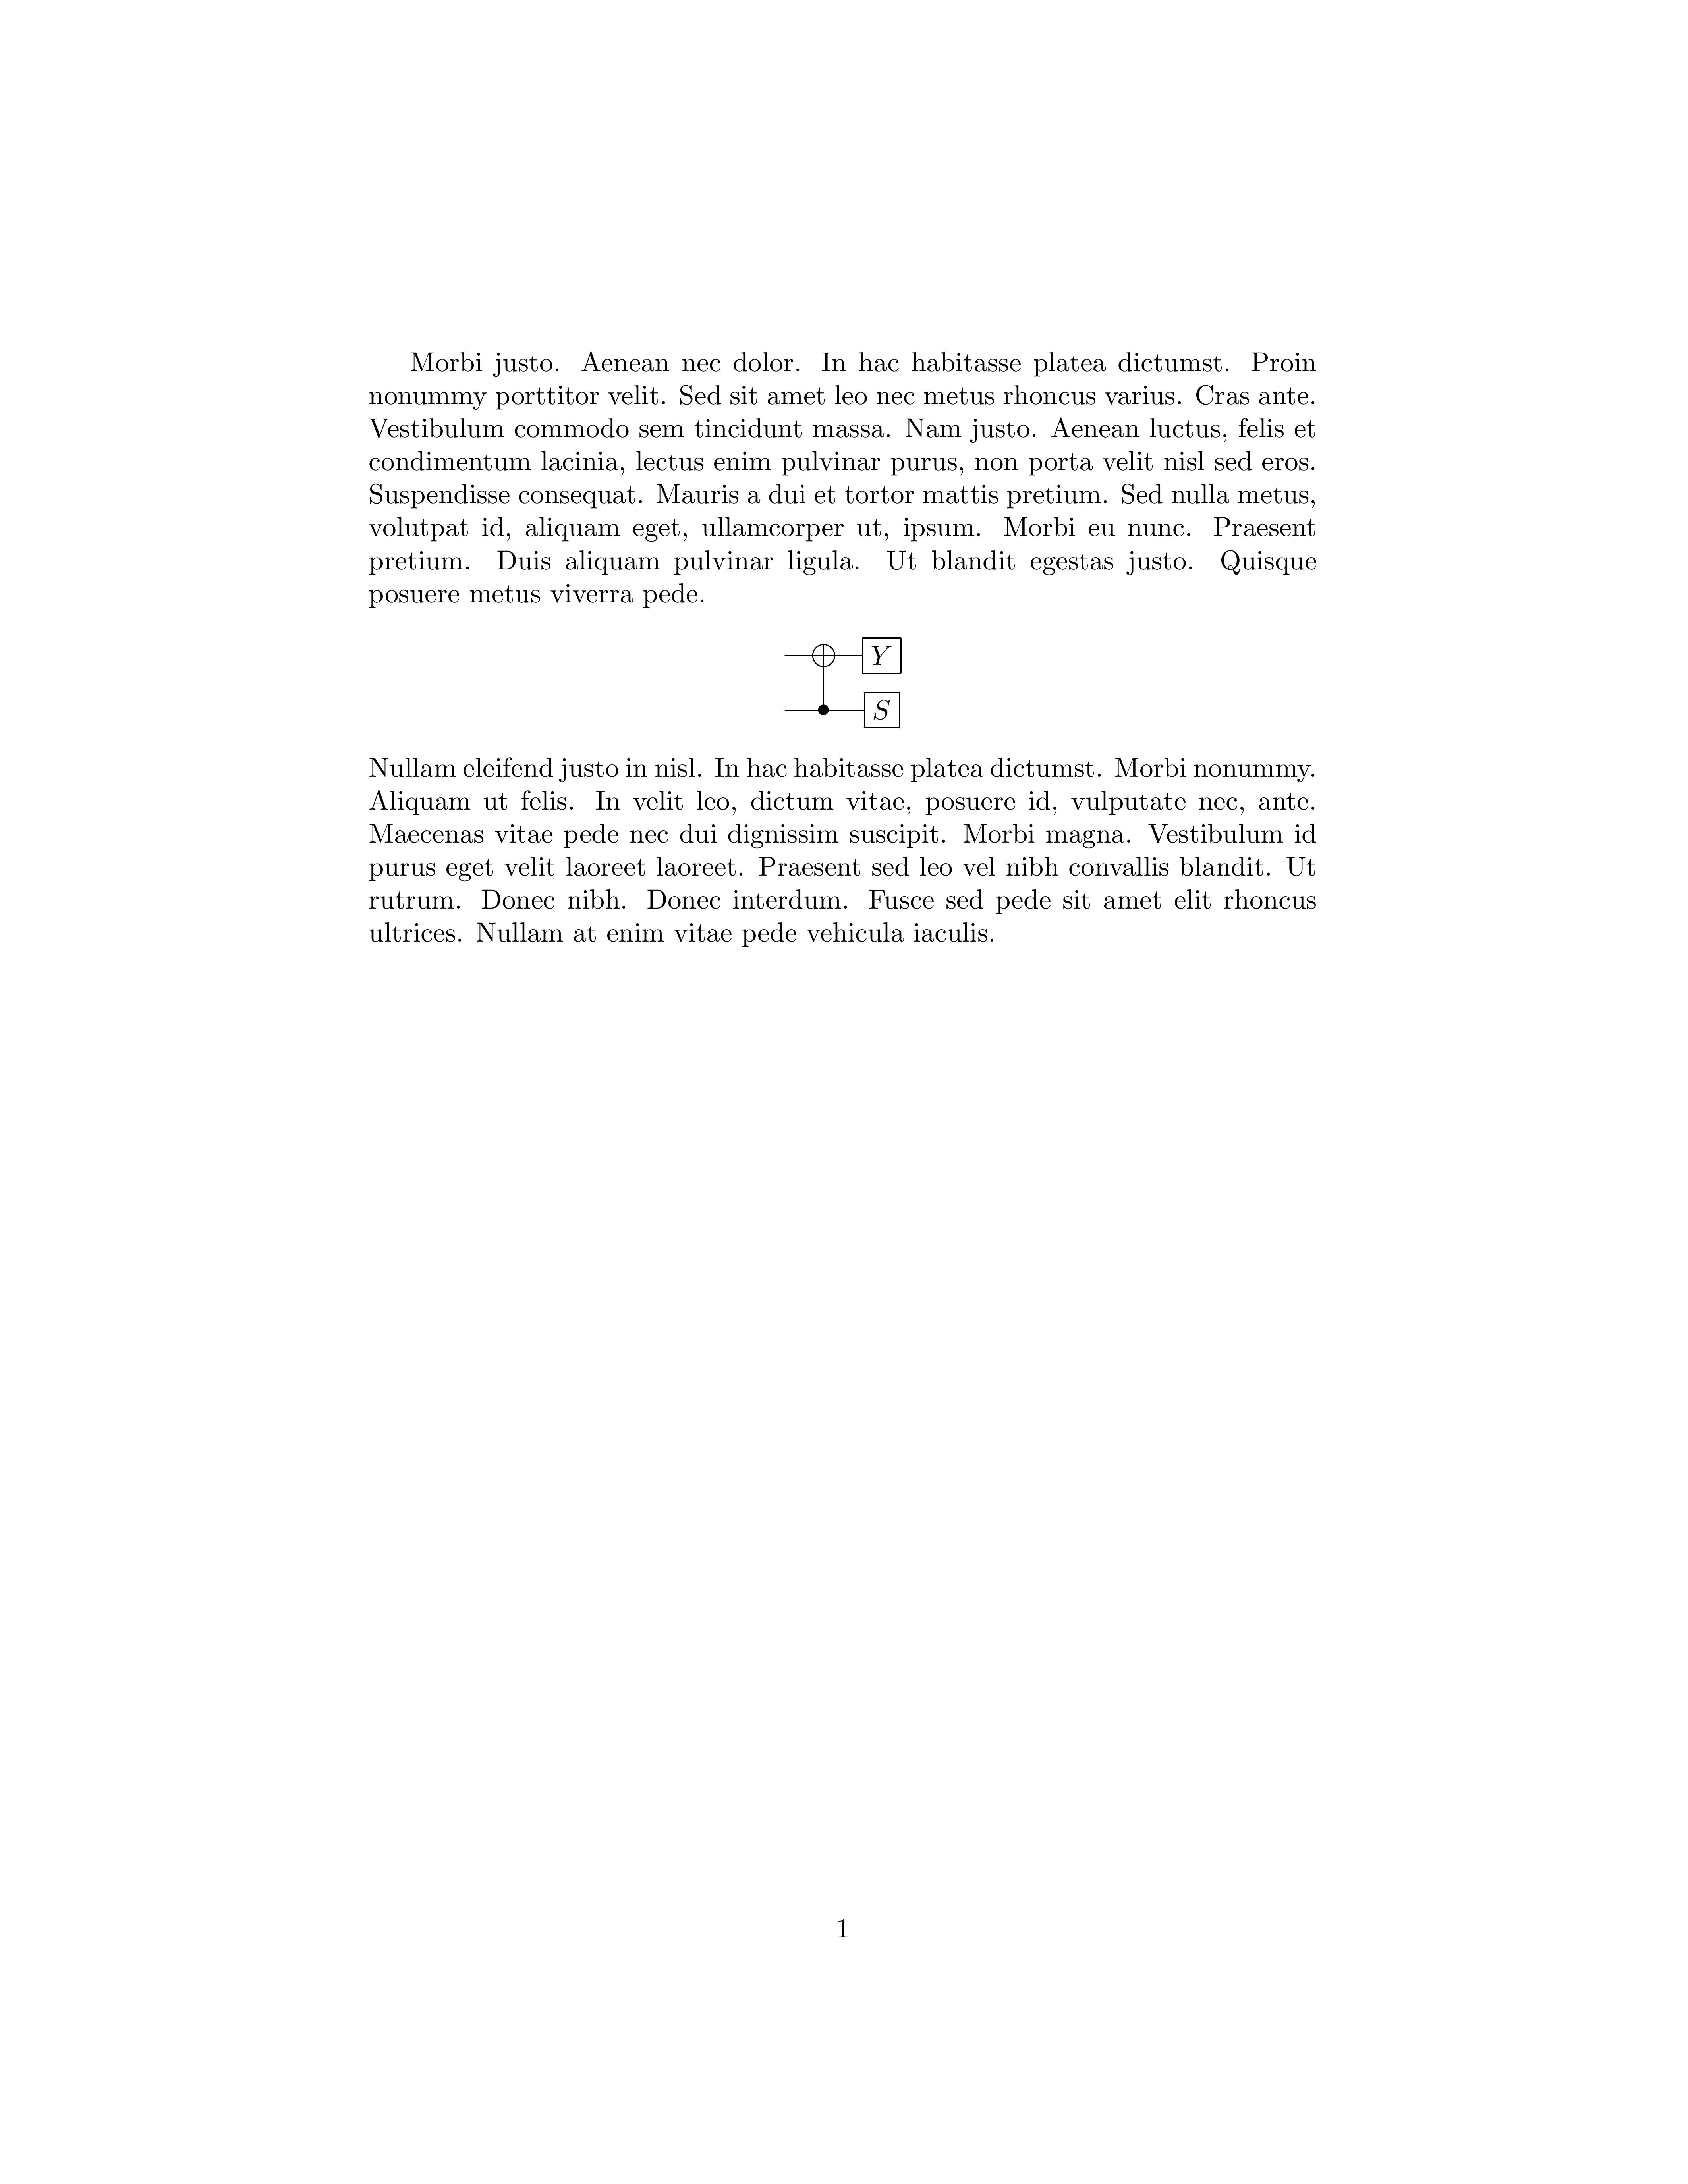 Morbi justo. Aenean nec dolor. In hac habitasse platea dictumst. Proin
nonummy porttitor velit. Sed sit amet leo nec metus rhoncus varius. Cras ante.
Vestibulum commodo sem tincidunt massa. Nam justo. Aenean luctus, felis et
condimentum lacinia, lectus enim pulvinar purus, non porta velit nisl sed eros.
Suspendisse consequat. Mauris a dui et tortor mattis pretium. Sed nulla metus,
volutpat id, aliquam eget, ullamcorper ut, ipsum. Morbi eu nunc. Praesent
pretium. Duis aliquam pulvinar ligula. Ut blandit egestas justo. Quisque
posuere metus viverra pede.
Y
S
Nullam eleifend justo in nisl. In hac habitasse platea dictumst. Morbi nonummy.
Aliquam ut felis. In velit leo, dictum vitae, posuere id, vulputate nec, ante.
Maecenas vitae pede nec dui dignissim suscipit. Morbi magna. Vestibulum id
purus eget velit laoreet laoreet. Praesent sed leo vel nibh convallis blandit. Ut
rutrum. Donec nibh. Donec interdum. Fusce sed pede sit amet elit rhoncus
ultrices. Nullam at enim vitae pede vehicula iaculis.
1